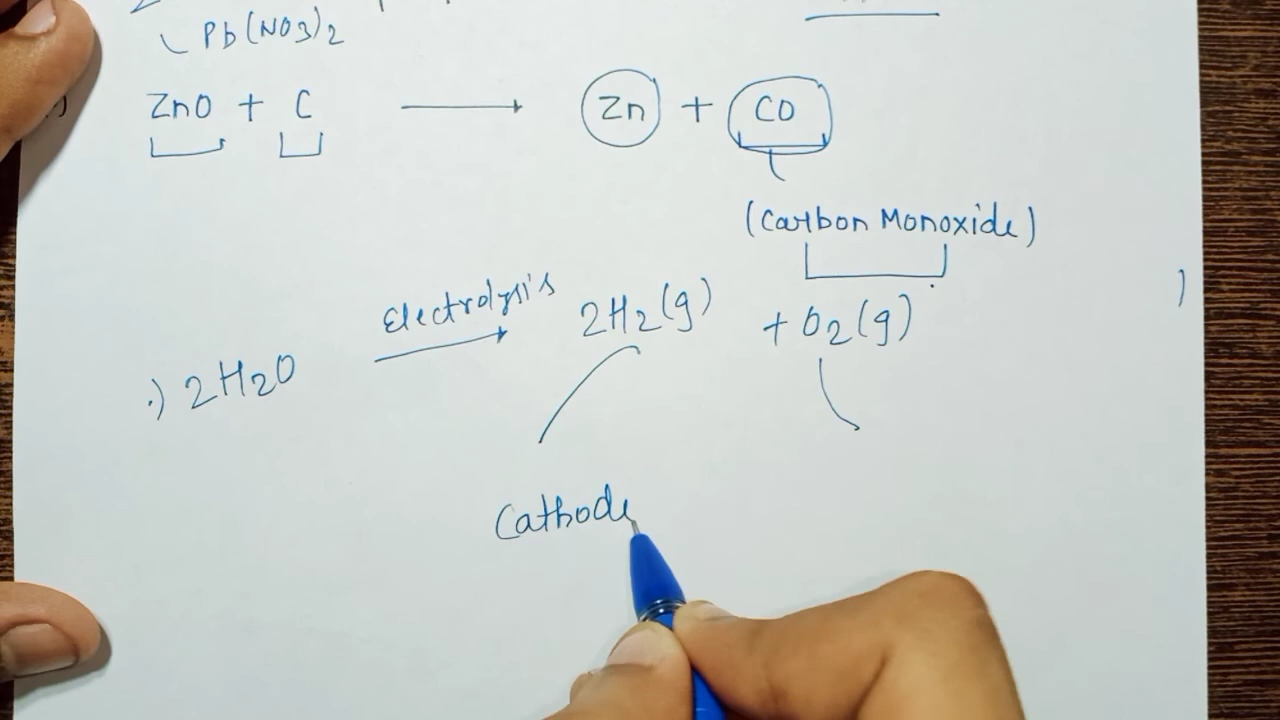 Pb(NO3)2
ZnO + C ⟶ Zn + CO
(Carbon Monoxide)
Electrolysis
.) 2H2O ⟶ 2H2(g) + O2(g)
Cathode